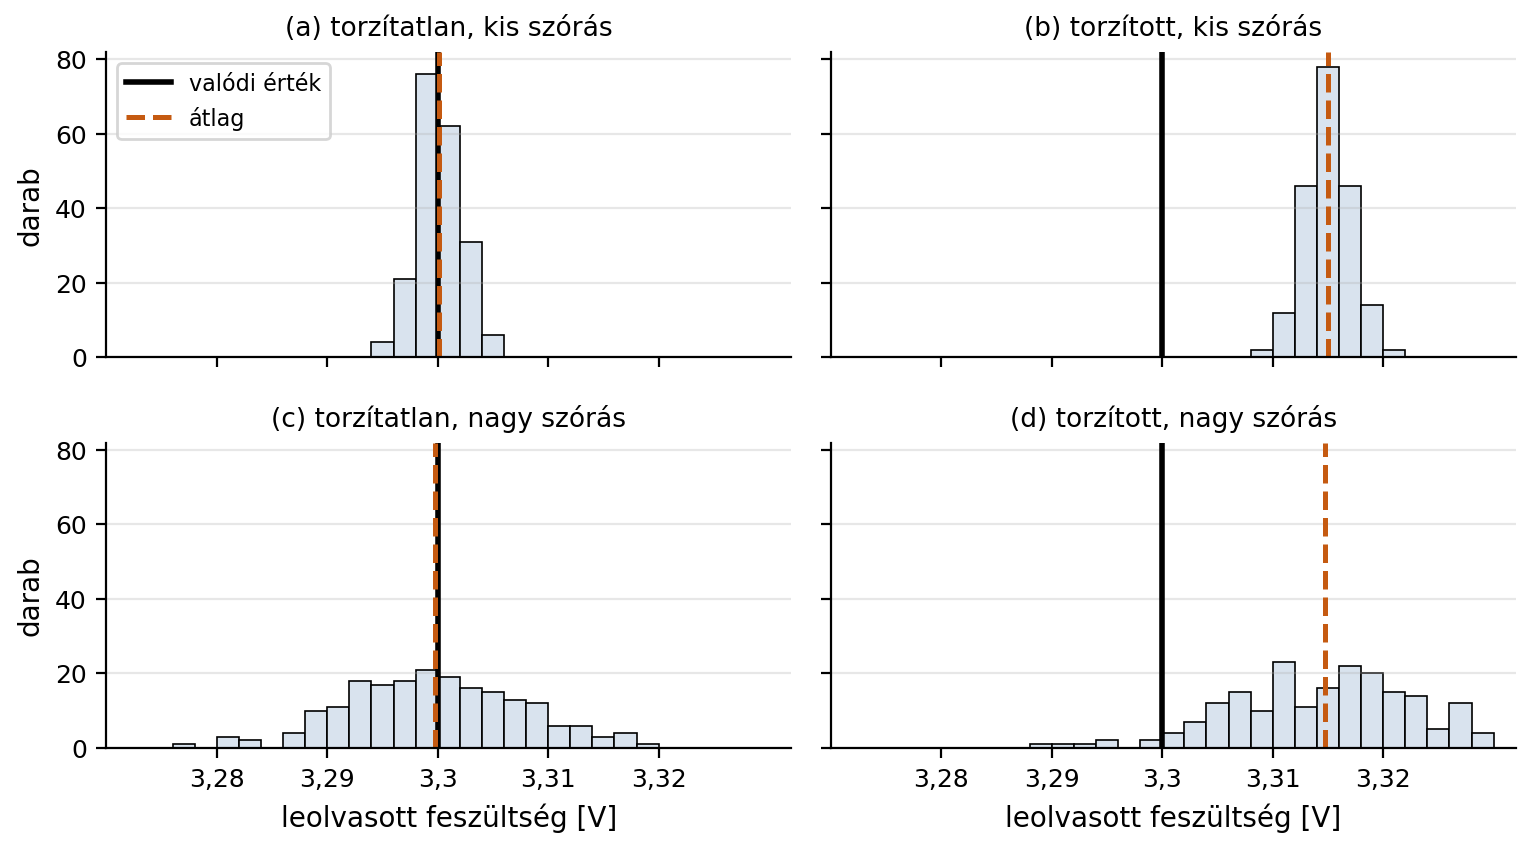 (a) torzítatlan, kis szórás
(b) torzított, kis szórás
valódi érték
átlag
darab
80
60
40
20
0
(c) torzítatlan, nagy szórás
(d) torzított, nagy szórás
darab
80
60
40
20
0
3,28 3,29 3,3 3,31 3,32
3,28 3,29 3,3 3,31 3,32
leolvasott feszültség [V]
leolvasott feszültség [V]